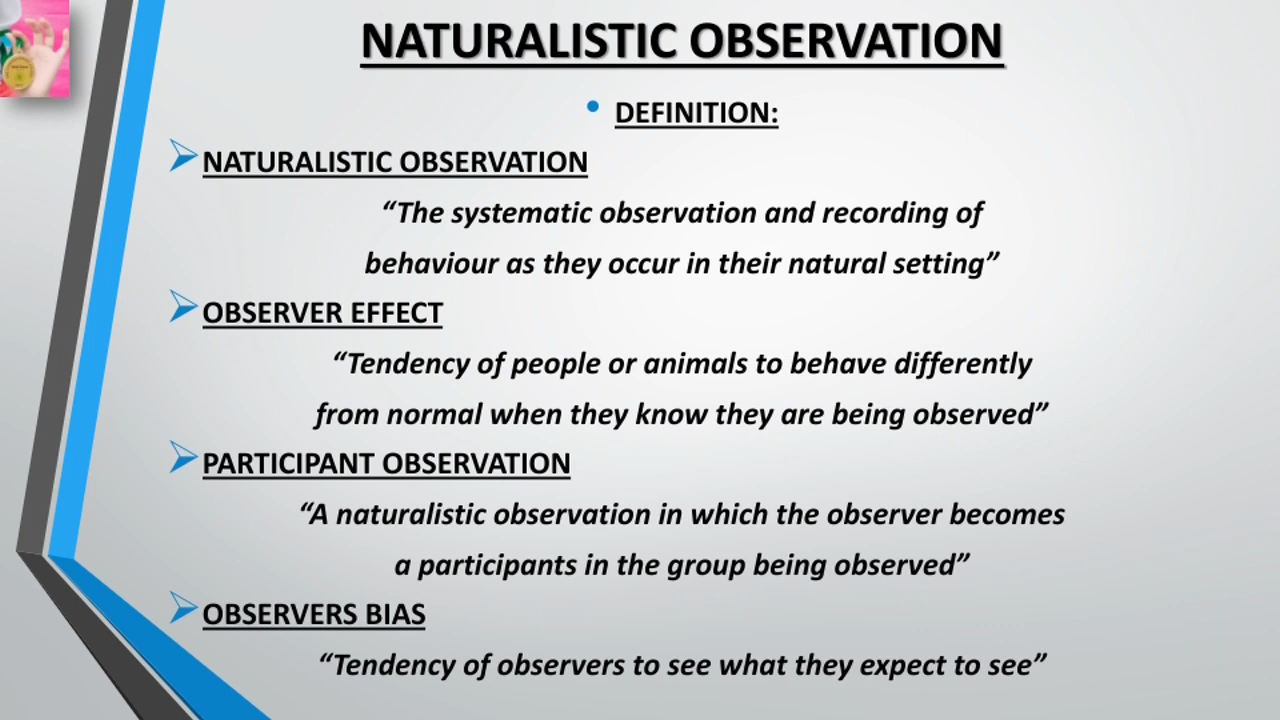 NATURALISTIC OBSERVATION
• DEFINITION:
➢NATURALISTIC OBSERVATION
“The systematic observation and recording of
behaviour as they occur in their natural setting”
➢OBSERVER EFFECT
“Tendency of people or animals to behave differently
from normal when they know they are being observed”
➢PARTICIPANT OBSERVATION
“A naturalistic observation in which the observer becomes
a participants in the group being observed”
➢OBSERVERS BIAS
“Tendency of observers to see what they expect to see”